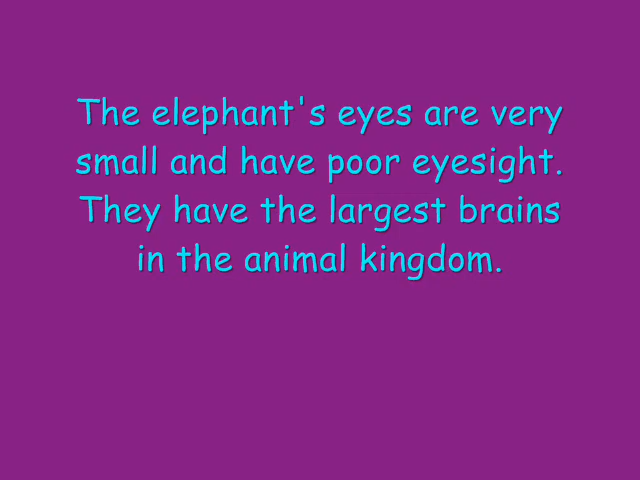 The elephant's eyes are very
small and have poor eyesight.
They have the largest brains
in the animal kingdom.